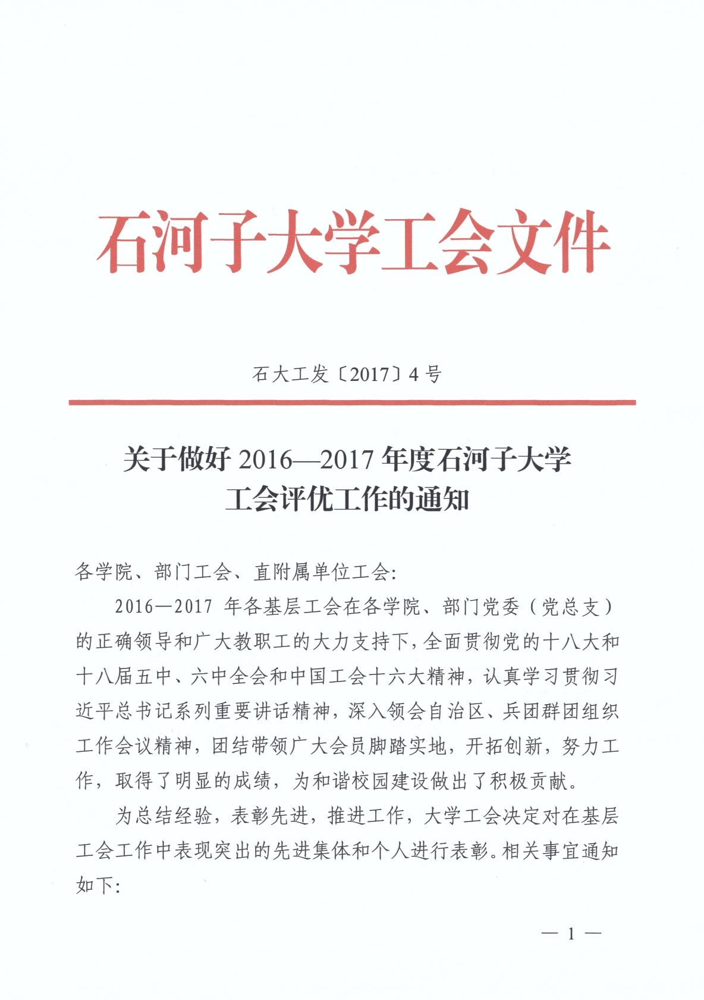 石河子大学工会文件
石大工发〔2017〕4 号
关于做好 2016—2017 年度石河子大学
工会评优工作的通知
各学院、部门工会、直附属单位工会:
2016—2017 年各基层工会在各学院、部门党委（党总支）
的正确领导和广大教职工的大力支持下,全面贯彻党的十八大和
十八届五中、六中全会和中国工会十六大精神,认真学习贯彻习
近平总书记系列重要讲话精神,深入领会自治区、兵团群团组织
工作会议精神,团结带领广大会员脚踏实地,开拓创新,努力工
作,取得了明显的成绩,为和谐校园建设做出了积极贡献。
为总结经验,表彰先进,推进工作,大学工会决定对在基层
工会工作中表现突出的先进集体和个人进行表彰。相关事宜通知
如下:
— 1 —